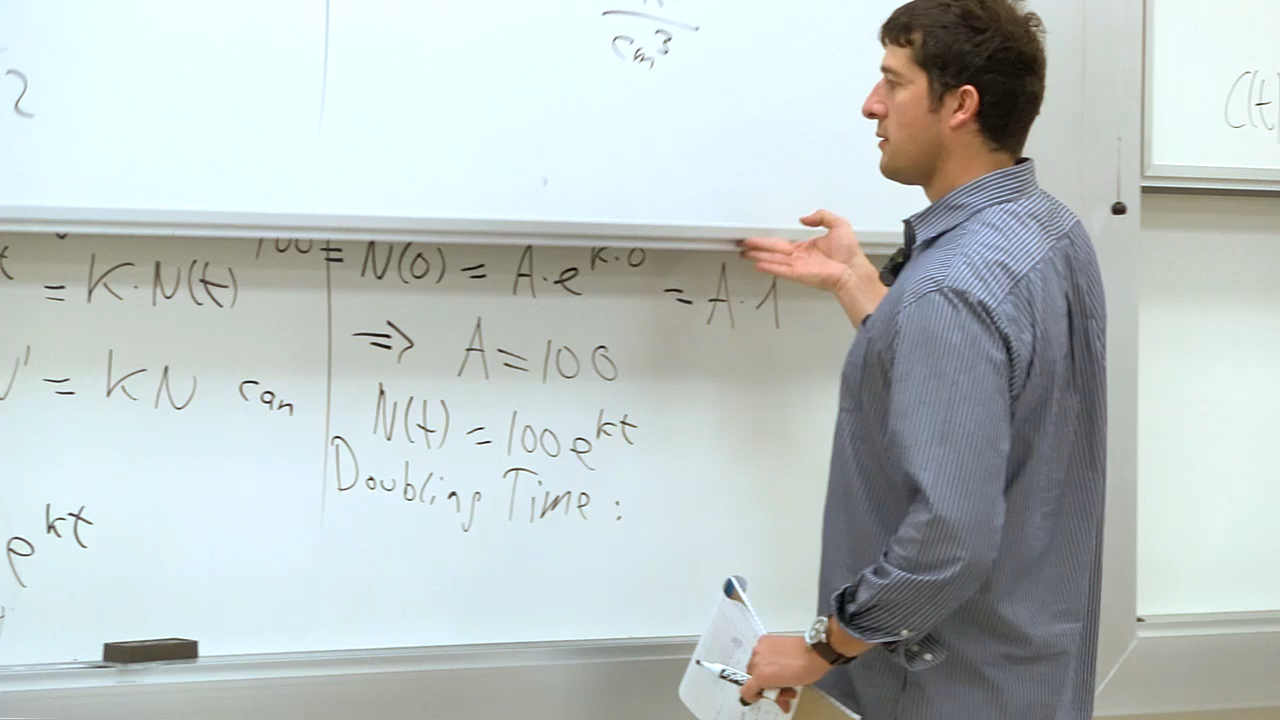 2
cm³
C(t)
= K·N(t)
100 = N(0) = A·e^{k·0} = A·1
=> A = 100
N' = KN can
N(t) = 100e^{kt}
Doubling Time:
e^{kt}